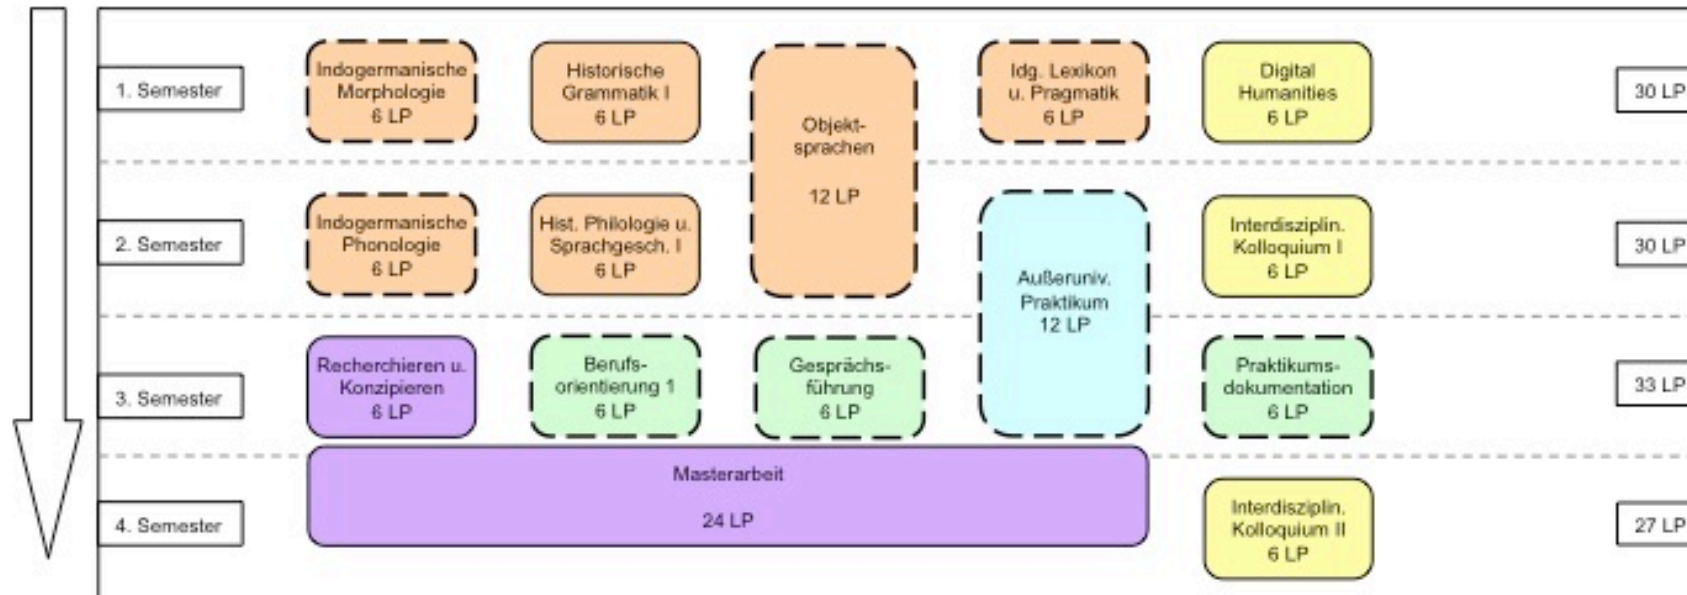 1. Semester
Indogermanische
Morphologie
6 LP
Historische
Grammatik I
6 LP
Objekt-
sprachen
12 LP
Idg. Lexikon
u. Pragmatik
6 LP
Digital
Humanities
6 LP
30 LP
2. Semester
Indogermanische
Phonologie
6 LP
Hist. Philologie u.
Sprachgesch. I
6 LP
Außeruniv.
Praktikum
12 LP
Interdisziplin.
Kolloquium I
6 LP
30 LP
3. Semester
Recherchieren u.
Konzipieren
6 LP
Berufs-
orientierung 1
6 LP
Gesprächs-
führung
6 LP
Praktikums-
dokumentation
6 LP
33 LP
4. Semester
Masterarbeit
24 LP
Interdisziplin.
Kolloquium II
6 LP
27 LP